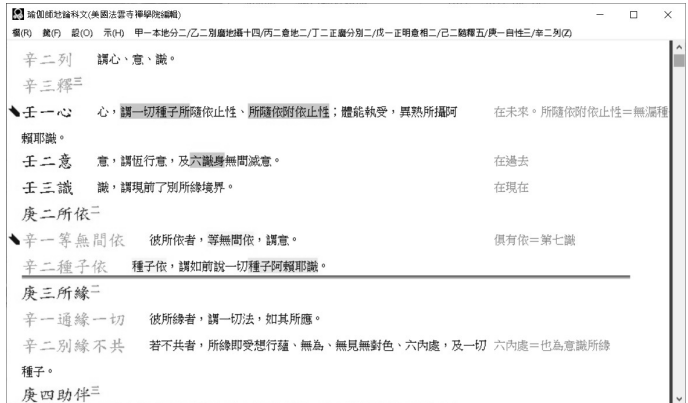 瑜伽師地論科文(美國法雲寺禪學院編輯)
檔(R) 藏(F) 設(O) 示(H) 甲一本地分二/乙二別廣地攝十四/丙二意地二/丁二正廣分別二/戊一正明意相二/己二隨釋五/庚一自性三/辛二列(Z)
辛二列 謂心、意、識。
辛三釋三
壬一心 心，謂一切種子所隨依止性、所隨依附依止性；體能執受，異熟所攝阿 在未來。所隨依附依止性＝無漏種
賴耶識。
壬二意 意，謂恆行意，及六識身無間滅意。 在過去
壬三識 識，謂現前了別所緣境界。 在現在
庚二所依二
辛一等無間依 彼所依者，等無間依，謂意。 俱有依＝第七識
辛二種子依 種子依，謂如前說一切種子阿賴耶識。
庚三所緣二
辛一通緣一切 彼所緣者，謂一切法，如其所應。
辛二別緣不共 若不共者，所緣即受想行蘊、無為、無見無對色、六內處，及一切 六內處＝也為意識所緣
種子。
庚四助伴三